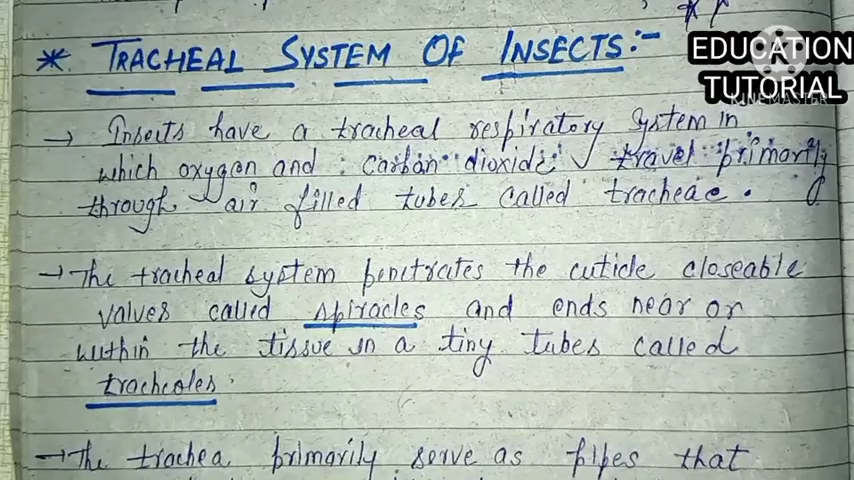 * TRACHEAL SYSTEM OF INSECTS:-
EDUCATION
TUTORIAL
KINEMASTER
→ Insects have a tracheal respiratory system in
which oxygen and carbon dioxide travel primarily
through air filled tubes called tracheae.
→ The tracheal system penetrates the cuticle closeable
valves called spiracles and ends near or
within the tissue in a tiny tubes called
tracheoles.
→ The trachea primarily serve as pipes that